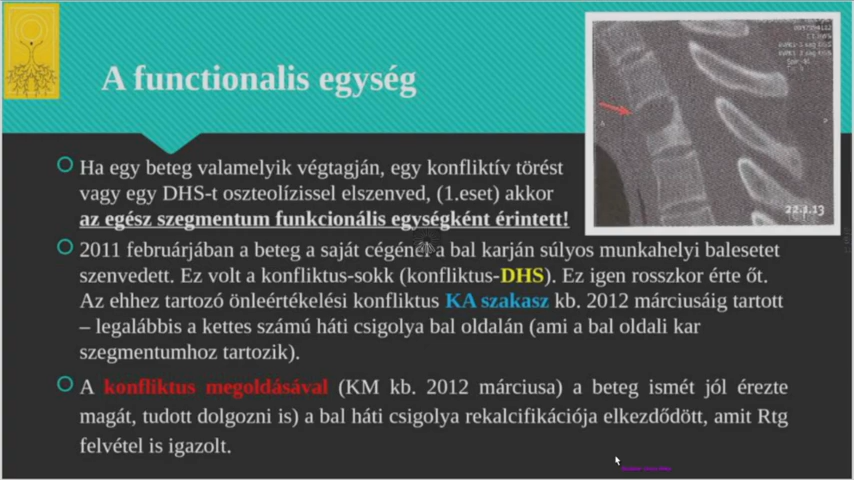 A functionalis egység
Ha egy beteg valamelyik végtagján, egy konfliktív törést
vagy egy DHS-t oszteolízissel elszenved, (1.eset) akkor
az egész szegmentum funkcionális egységként érintett!
2011 februárjában a beteg a saját cégénél a bal karján súlyos munkahelyi balesetet
szenvedett. Ez volt a konfliktus-sokk (konfliktus-DHS). Ez igen rosszkor érte őt.
Az ehhez tartozó önleértékelési konfliktus KA szakasz kb. 2012 márciusáig tartott
– legalábbis a kettes számú háti csigolya bal oldalán (ami a bal oldali kar
szegmentumhoz tartozik).
A konfliktus megoldásával (KM kb. 2012 márciusa) a beteg ismét jól érezte
magát, tudott dolgozni is) a bal háti csigolya rekalcifikációja elkezdődött, amit Rtg
felvétel is igazolt.
22.1.13